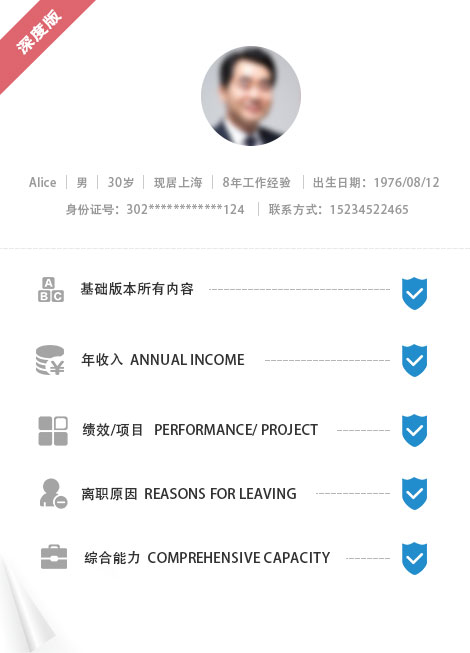 深度版
Alice | 男 | 30岁 | 现居上海 | 8年工作经验 | 出生日期：1976/08/12
身份证号：302************124 | 联系方式：15234522465
A
B C
基础版本所有内容
¥
年收入 ANNUAL INCOME
绩效/项目 PERFORMANCE/ PROJECT
离职原因 REASONS FOR LEAVING
综合能力 COMPREHENSIVE CAPACITY